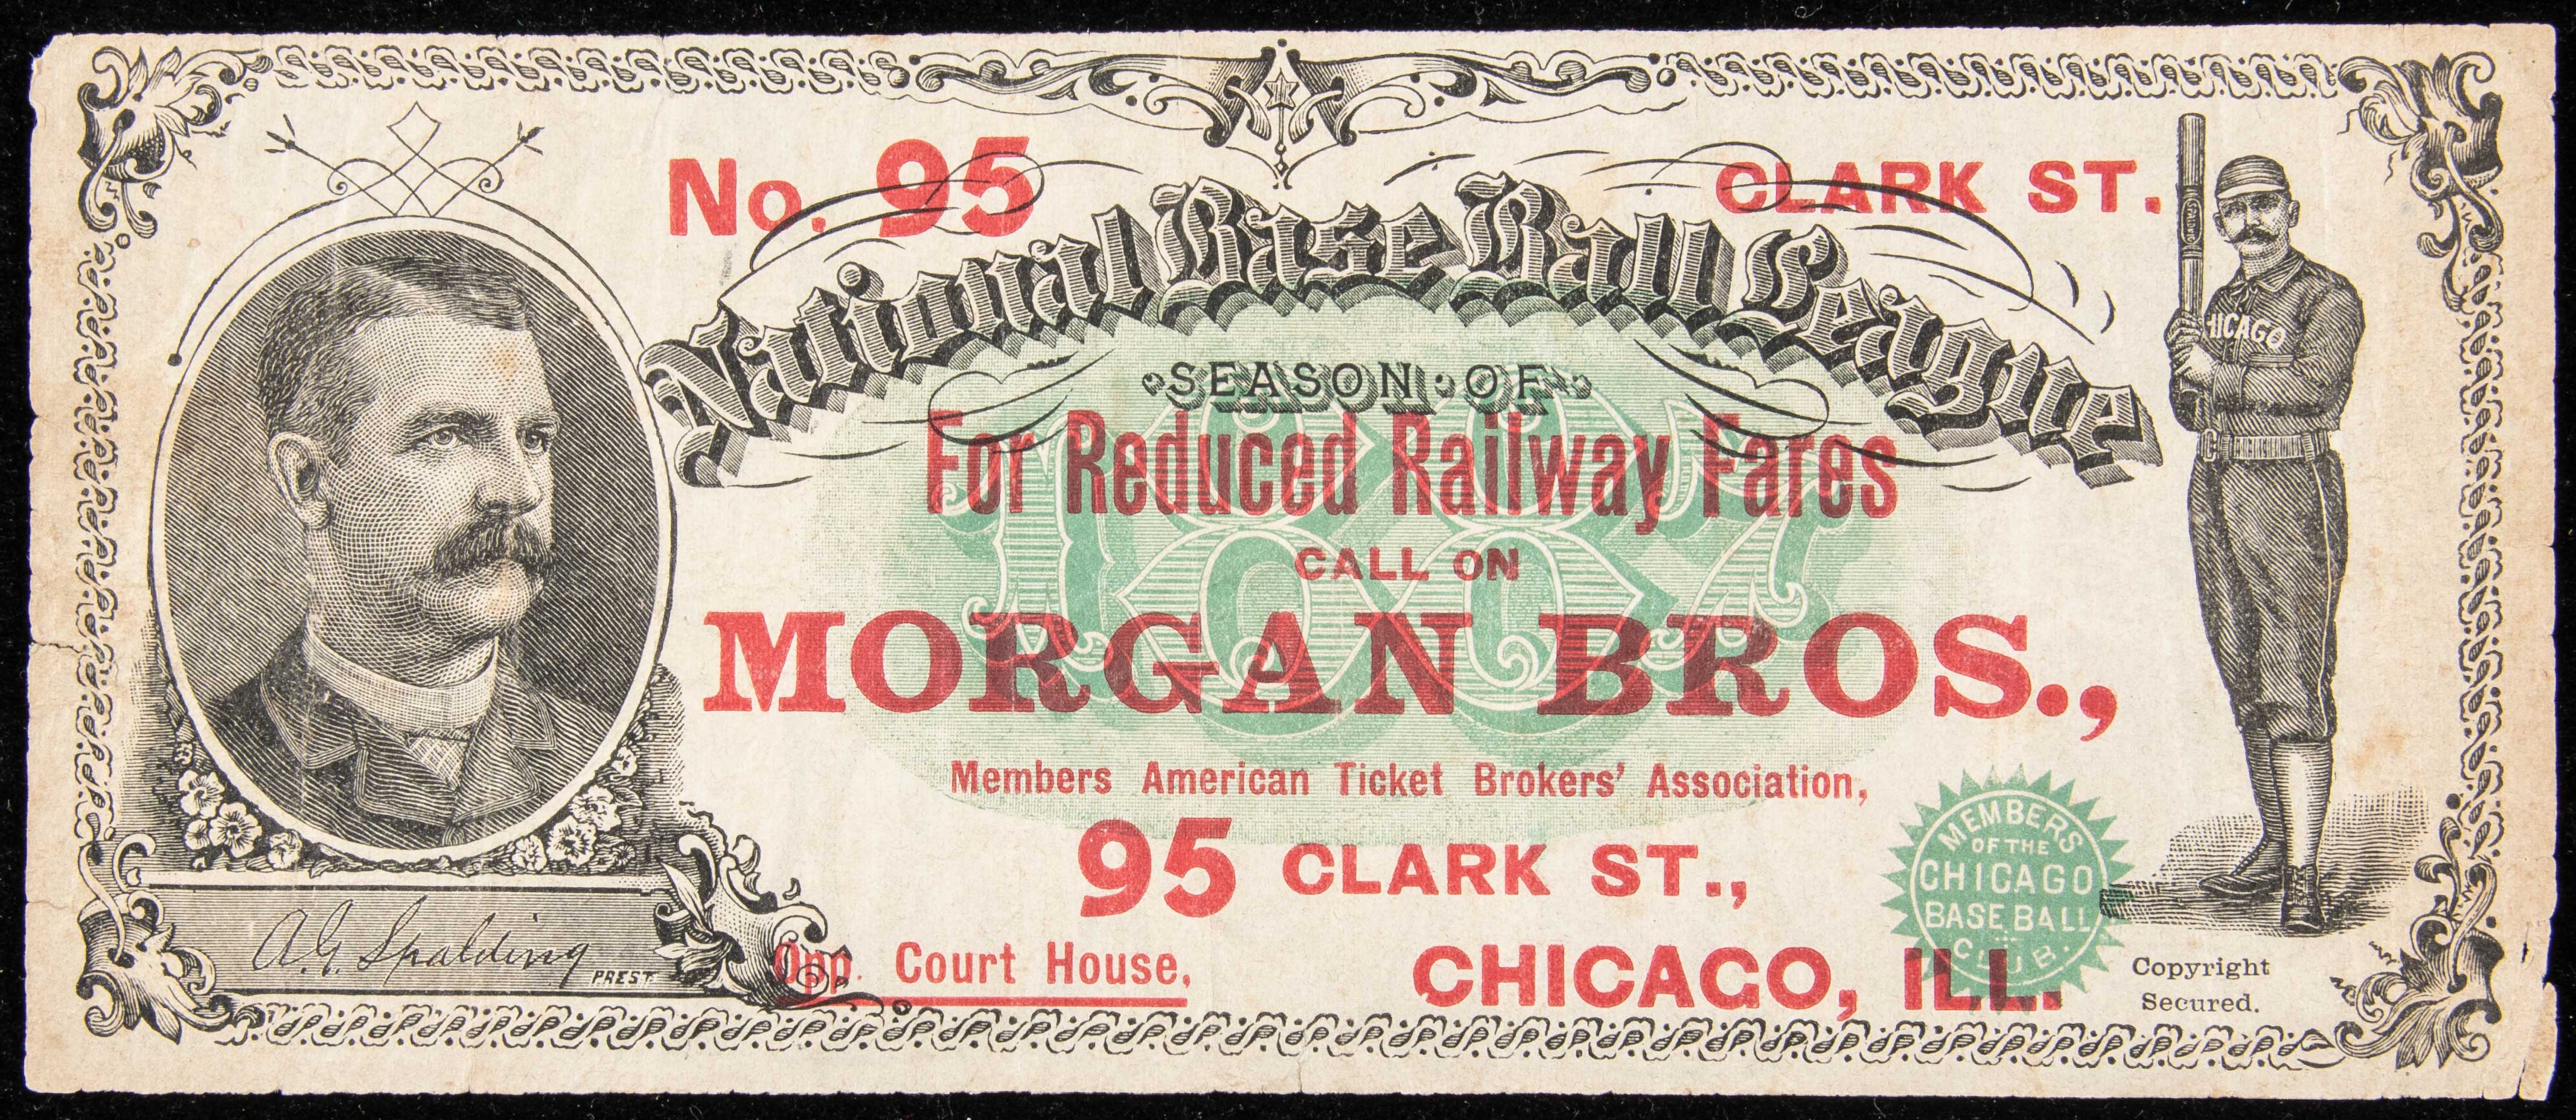 No. 95 CLARK ST.
National Base Ball League
SEASON OF
1887
For Reduced Railway Fares
CALL ON
MORGAN BROS.,
Members American Ticket Brokers' Association,
95 CLARK ST.,
Opp. Court House,
CHICAGO, ILL.
A.G. Spalding
PREST.
HICAGO
MEMBERS
OF THE
CHICAGO
BASE BALL
CLUB.
Copyright
Secured.